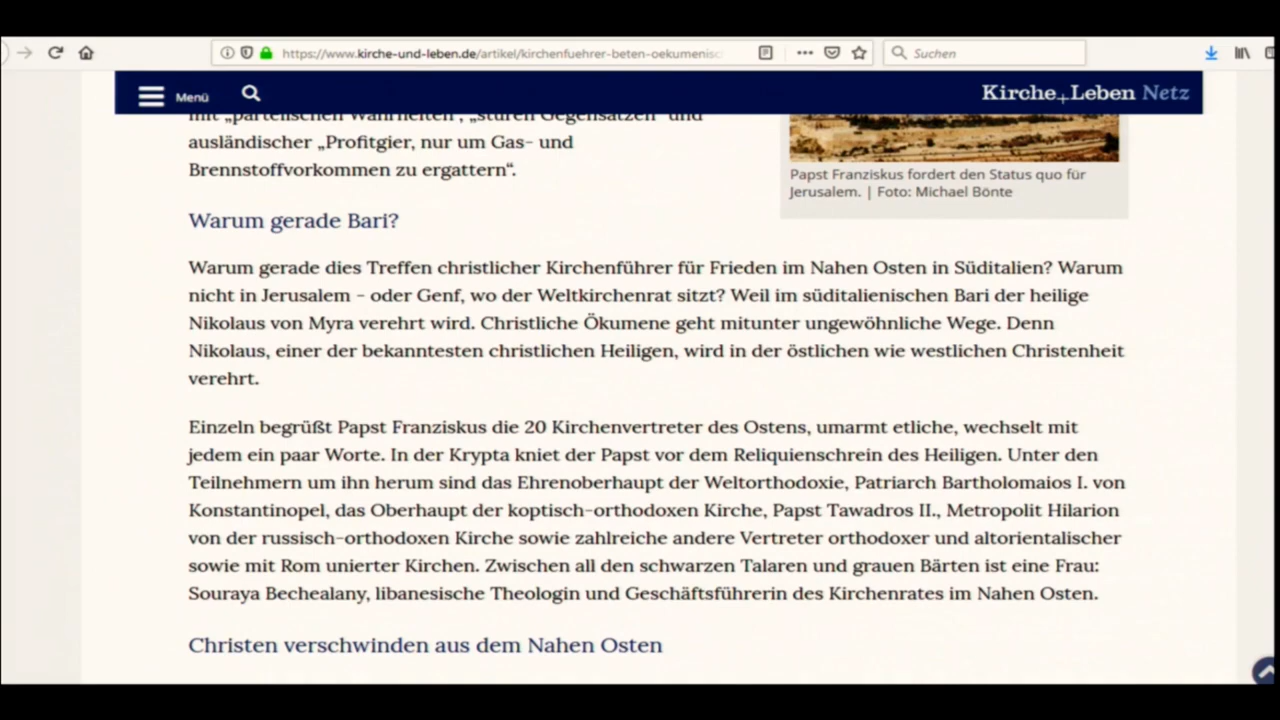 https://www.kirche-und-leben.de/artikel/kirchenfuehrer-beten-oekumenisc
Suchen
Menü
Kirche+Leben Netz
mit „parteiischen Wahrheiten“, „sturen Gegensätzen“ und
ausländischer „Profitgier, nur um Gas- und
Brennstoffvorkommen zu ergattern“.
Papst Franziskus fordert den Status quo für
Jerusalem. | Foto: Michael Bönte
Warum gerade Bari?
Warum gerade dies Treffen christlicher Kirchenführer für Frieden im Nahen Osten in Süditalien? Warum
nicht in Jerusalem – oder Genf, wo der Weltkirchenrat sitzt? Weil im süditalienischen Bari der heilige
Nikolaus von Myra verehrt wird. Christliche Ökumene geht mitunter ungewöhnliche Wege. Denn
Nikolaus, einer der bekanntesten christlichen Heiligen, wird in der östlichen wie westlichen Christenheit
verehrt.
Einzeln begrüßt Papst Franziskus die 20 Kirchenvertreter des Ostens, umarmt etliche, wechselt mit
jedem ein paar Worte. In der Krypta kniet der Papst vor dem Reliquienschrein des Heiligen. Unter den
Teilnehmern um ihn herum sind das Ehrenoberhaupt der Weltorthodoxie, Patriarch Bartholomaios I. von
Konstantinopel, das Oberhaupt der koptisch-orthodoxen Kirche, Papst Tawadros II., Metropolit Hilarion
von der russisch-orthodoxen Kirche sowie zahlreiche andere Vertreter orthodoxer und altorientalischer
sowie mit Rom unierter Kirchen. Zwischen all den schwarzen Talaren und grauen Bärten ist eine Frau:
Souraya Bechealany, libanesische Theologin und Geschäftsführerin des Kirchenrates im Nahen Osten.
Christen verschwinden aus dem Nahen Osten